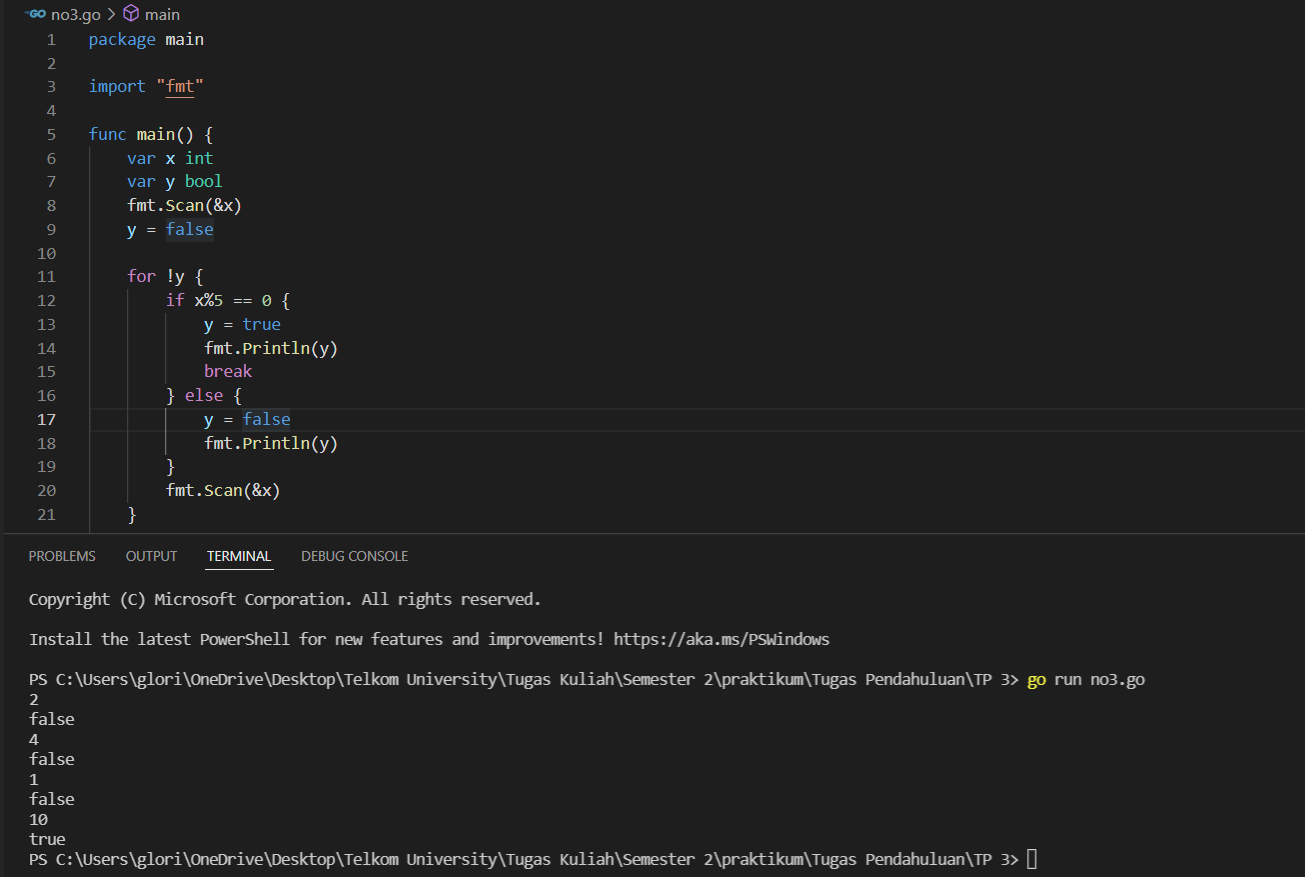 GO no3.go > main
1 package main
2
3 import "fmt"
4
5 func main() {
6 var x int
7 var y bool
8 fmt.Scan(&x)
9 y = false
10
11 for !y {
12 if x%5 == 0 {
13 y = true
14 fmt.Println(y)
15 break
16 } else {
17 y = false
18 fmt.Println(y)
19 }
20 fmt.Scan(&x)
21 }
PROBLEMS OUTPUT TERMINAL DEBUG CONSOLE
Copyright (C) Microsoft Corporation. All rights reserved.
Install the latest PowerShell for new features and improvements! https://aka.ms/PSWindows
PS C:\Users\glori\OneDrive\Desktop\Telkom University\Tugas Kuliah\Semester 2\praktikum\Tugas Pendahuluan\TP 3> go run no3.go
2
false
4
false
1
false
10
true
PS C:\Users\glori\OneDrive\Desktop\Telkom University\Tugas Kuliah\Semester 2\praktikum\Tugas Pendahuluan\TP 3>